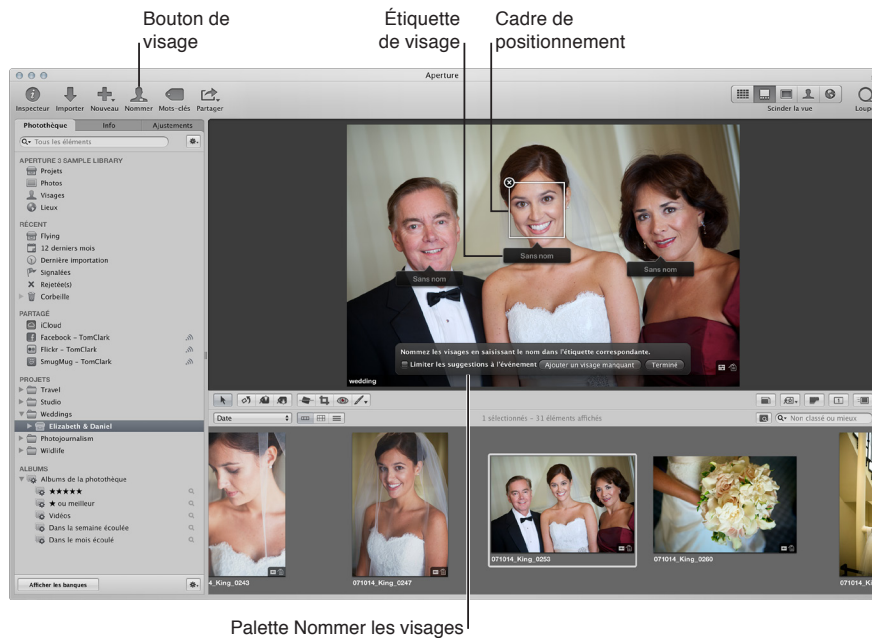 Bouton de
visage
Étiquette
de visage
Cadre de
positionnement
Aperture
Inspecteur Importer Nouveau Nommer Mots-clés Partager
Scinder la vue
Photothèque Info Ajustements
Tous les éléments
APERTURE 3 SAMPLE LIBRARY
Projets
Photos
Visages
Lieux
RÉCENT
Flying
12 derniers mois
Dernière importation
Signalées
Rejetée(s)
Corbeille
PARTAGÉ
iCloud
Facebook – TomClark
Flickr – TomClark
SmugMug – TomClark
PROJETS
Travel
Studio
Weddings
Elizabeth & Daniel
Photojournalism
Wildlife
ALBUMS
Albums de la photothèque
★★★★★
★ ou meilleur
Vidéos
Dans la semaine écoulée
Dans le mois écoulé
Afficher les banques
Sans nom
Sans nom
Sans nom
Nommez les visages en saisissant le nom dans l'étiquette correspondante.
Limiter les suggestions à l'événement Ajouter un visage manquant Terminé
wedding
Date
1 sélectionnés – 31 éléments affichés
Non classé ou mieux
4_King_0243
071014_King_0247
071014_King_0253
071014_King_0260
Palette Nommer les visages